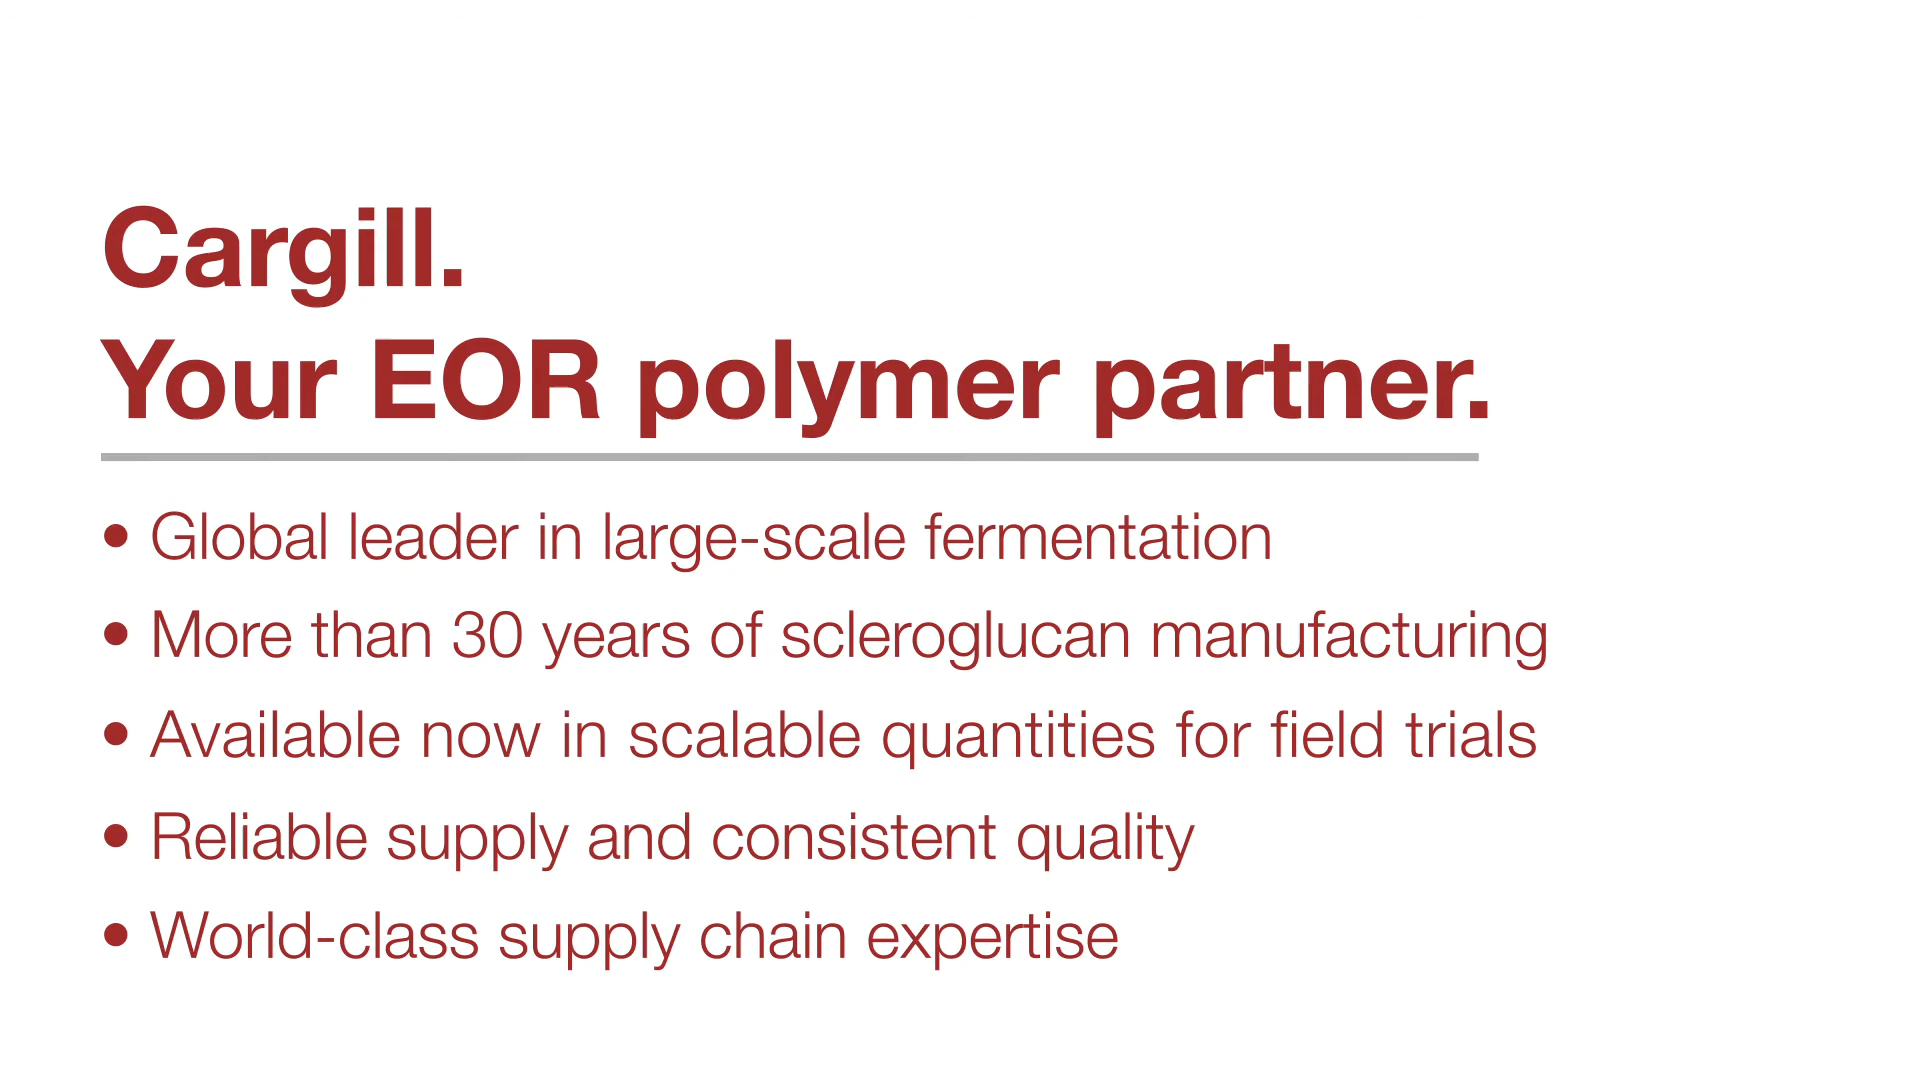 Cargill.
Your EOR polymer partner.
• Global leader in large-scale fermentation
• More than 30 years of scleroglucan manufacturing
• Available now in scalable quantities for field trials
• Reliable supply and consistent quality
• World-class supply chain expertise